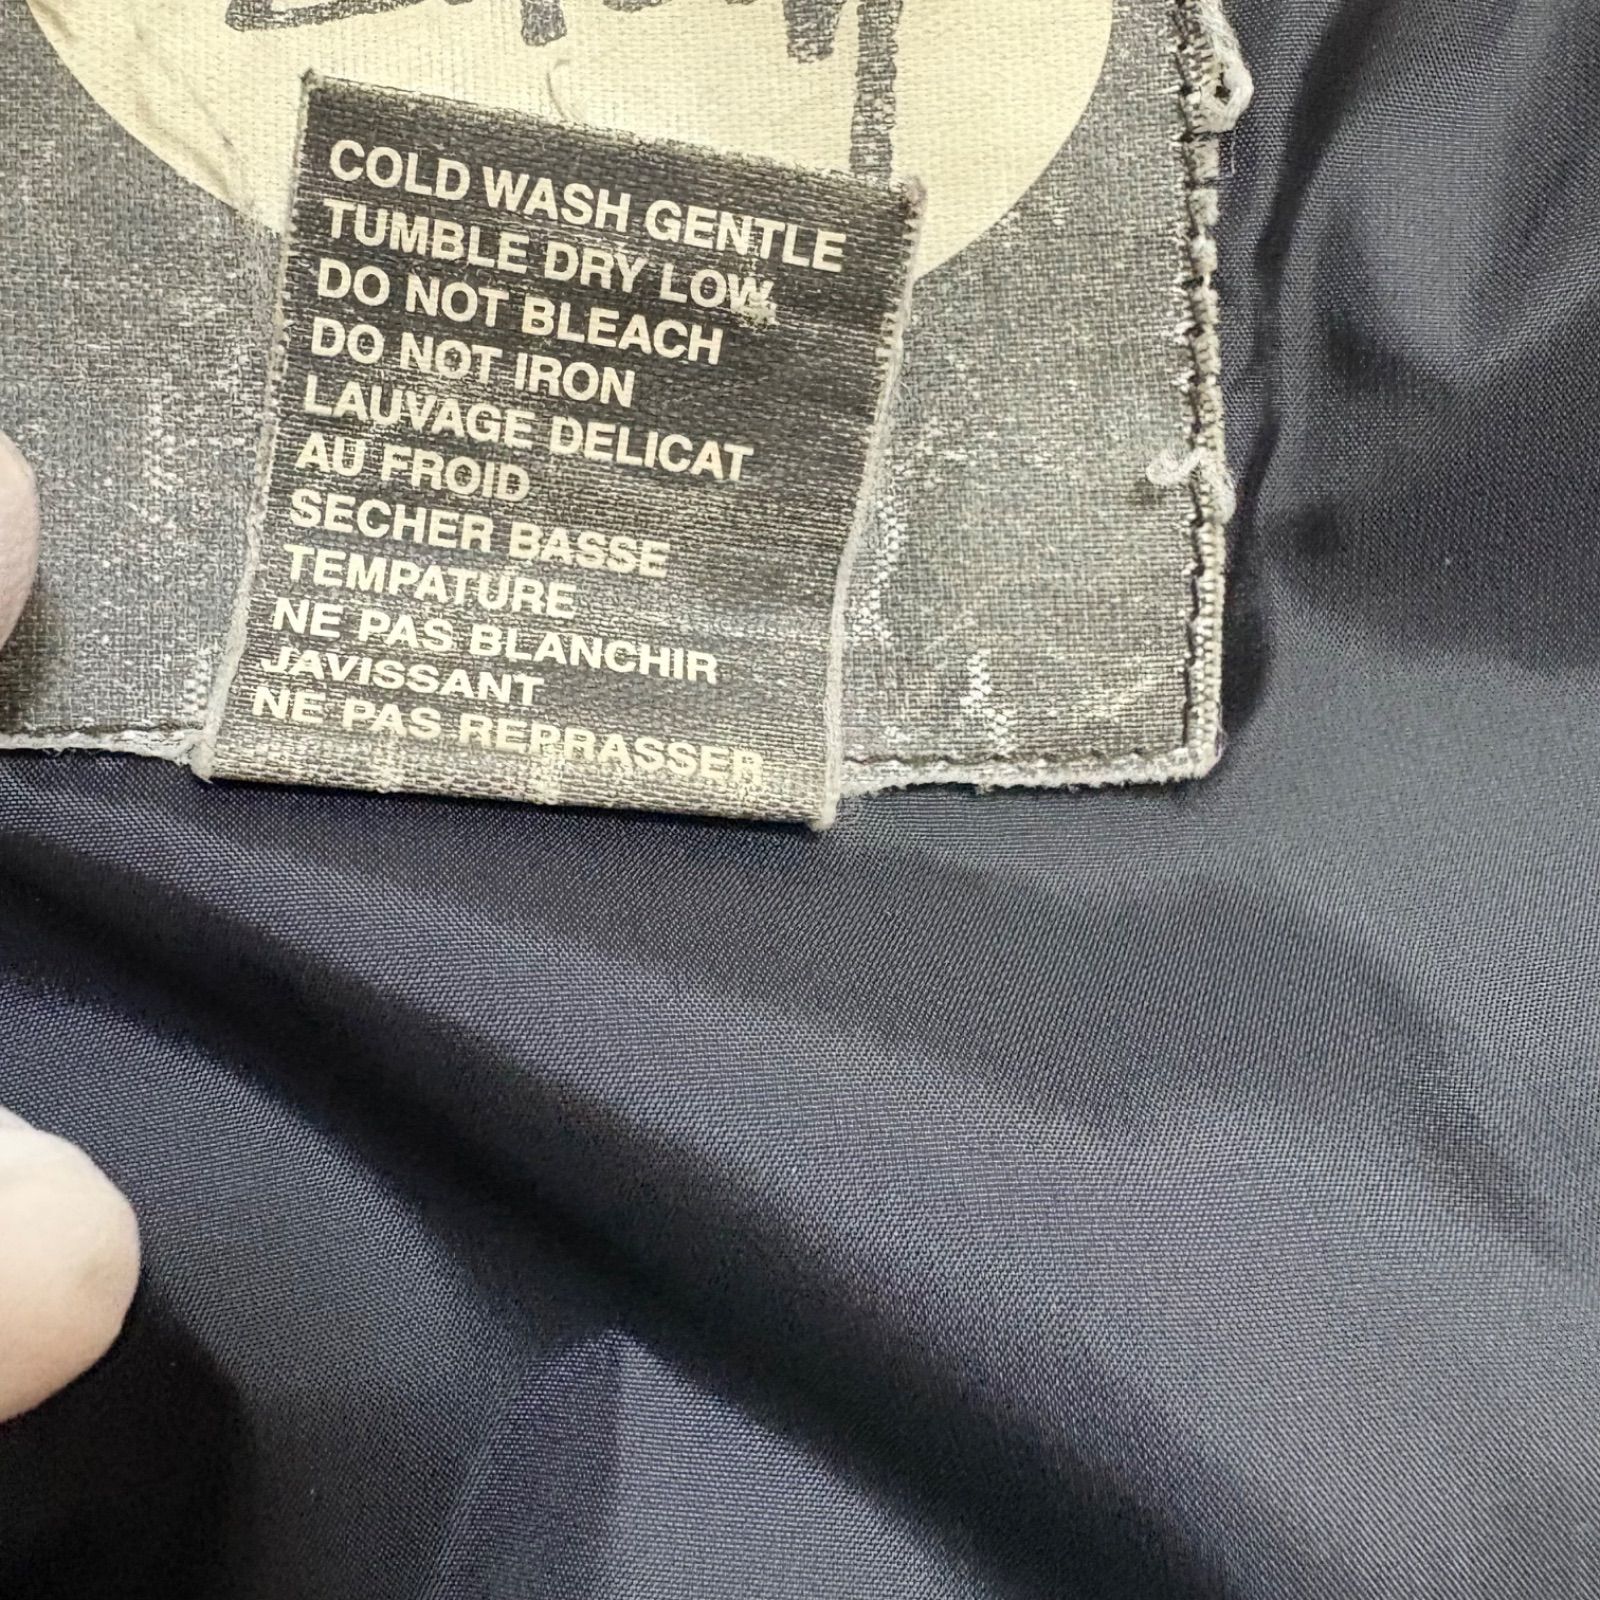 COLD WASH GENTLE
TUMBLE DRY LOW,
DO NOT BLEACH
DO NOT IRON
LAUVAGE DELICAT
AU FROID
SECHER BASSE
TEMPATURE
NE PAS BLANCHIR
JAVISSANT
NE PAS REPRASSER